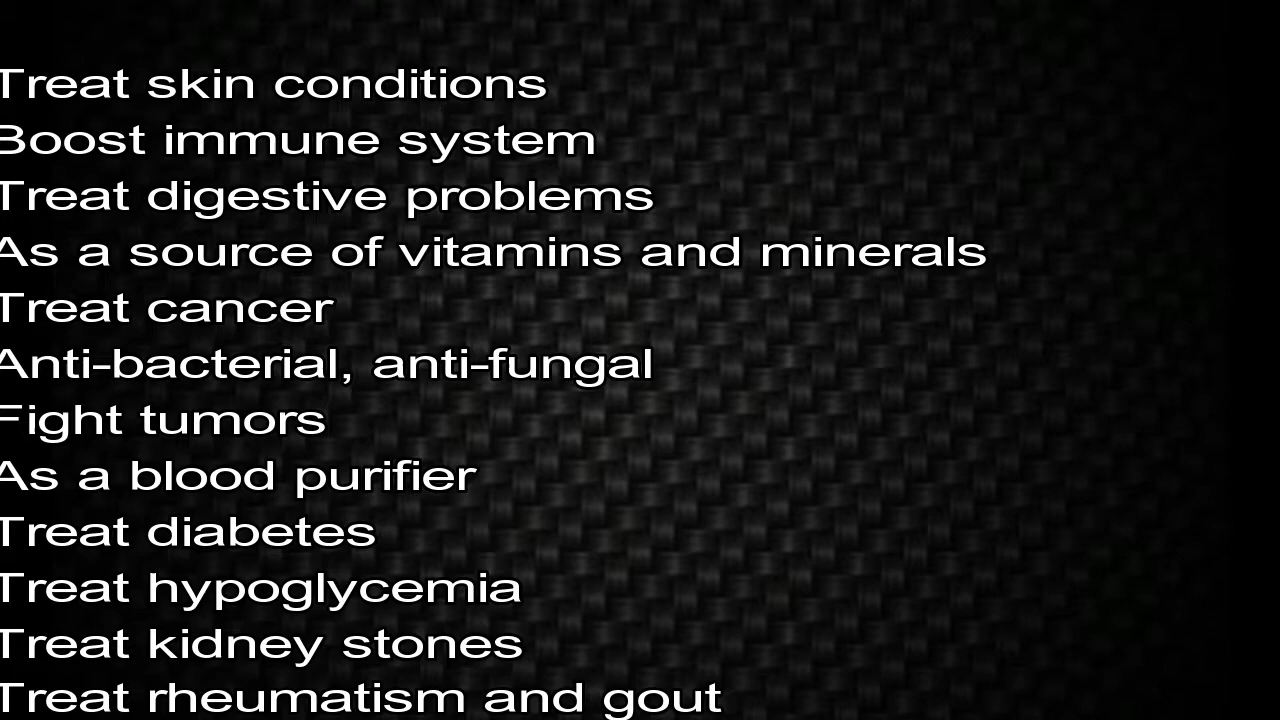 Treat skin conditions
Boost immune system
Treat digestive problems
As a source of vitamins and minerals
Treat cancer
Anti-bacterial, anti-fungal
Fight tumors
As a blood purifier
Treat diabetes
Treat hypoglycemia
Treat kidney stones
Treat rheumatism and gout